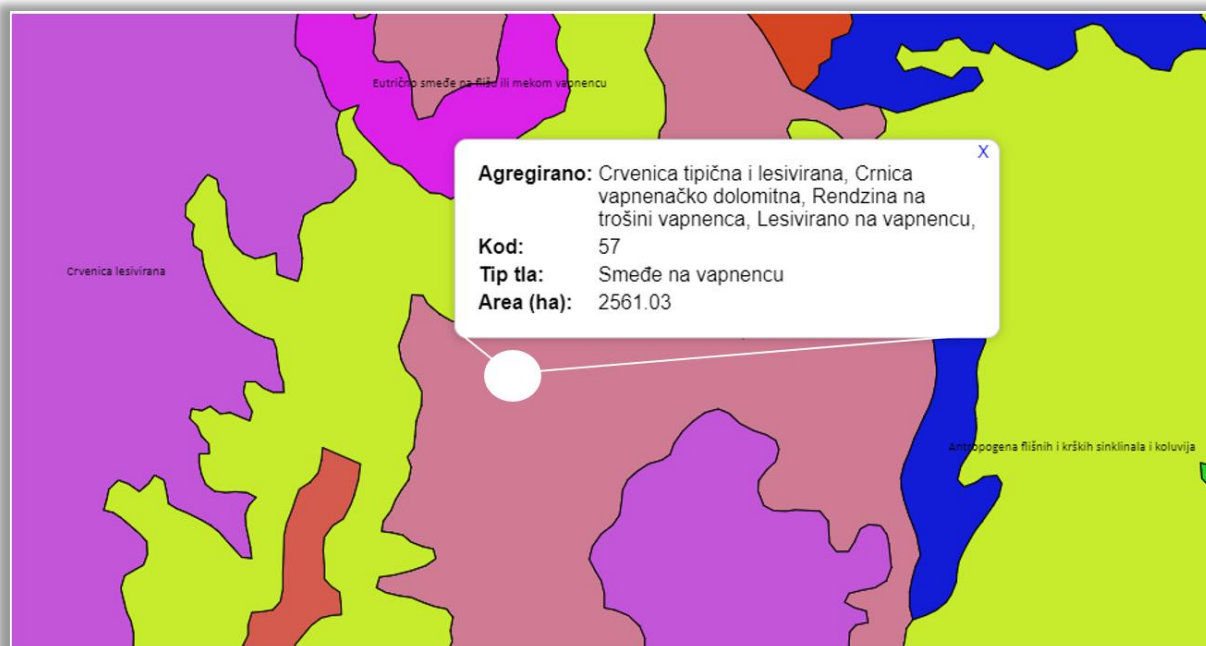 Eutrično smeđe na flišu ili mekom vapnencu
X
Agregirano: Crvenica tipična i lesivirana, Crnica
vapnenačko dolomitna, Rendzina na
trošini vapnenca, Lesivirano na vapnencu,
Kod: 57
Tip tla: Smeđe na vapnencu
Area (ha): 2561.03
Crvenica lesivirana
Antropogena flišnih i krških sinklinala i koluvija